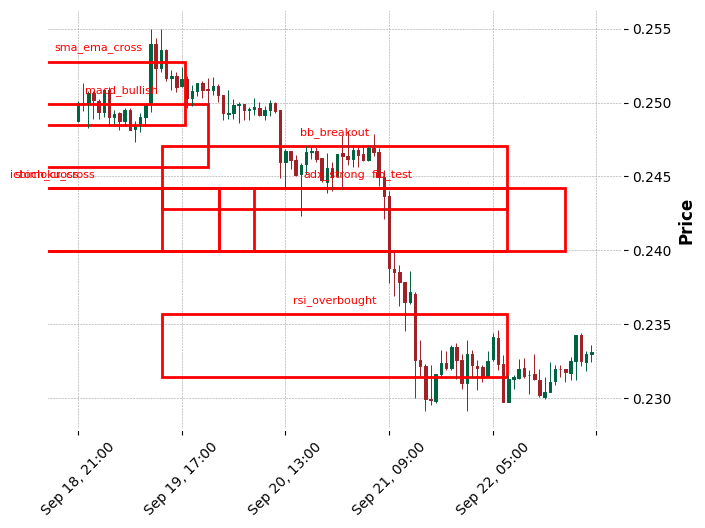 sma_ema_cross
macd_bullish
bb_breakout
stoch_cross
adx_strong
fib_test
rsi_overbought
0.255
0.250
0.245
0.240
0.235
0.230
Price
Sep 18, 21:00
Sep 19, 17:00
Sep 20, 13:00
Sep 21, 09:00
Sep 22, 05:00